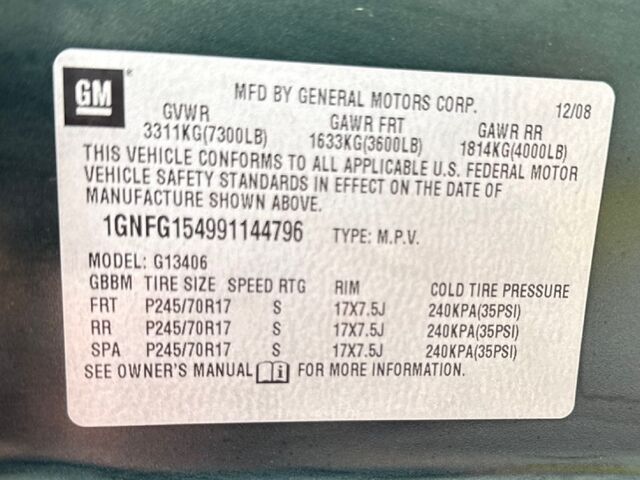 GM ®
MFD BY GENERAL MOTORS CORP. 12/08
GVWR GAWR FRT GAWR RR
3311KG(7300LB) 1633KG(3600LB) 1814KG(4000LB)
THIS VEHICLE CONFORMS TO ALL APPLICABLE U.S. FEDERAL MOTOR
VEHICLE SAFETY STANDARDS IN EFFECT ON THE DATE OF
MANUFACTURE SHOWN ABOVE.
1GNFG154991144796 TYPE: M.P.V.
MODEL: G13406
GBBM TIRE SIZE SPEED RTG RIM COLD TIRE PRESSURE
FRT P245/70R17 S 17X7.5J 240KPA(35PSI)
RR P245/70R17 S 17X7.5J 240KPA(35PSI)
SPA P245/70R17 S 17X7.5J 240KPA(35PSI)
SEE OWNER'S MANUAL i FOR MORE INFORMATION.